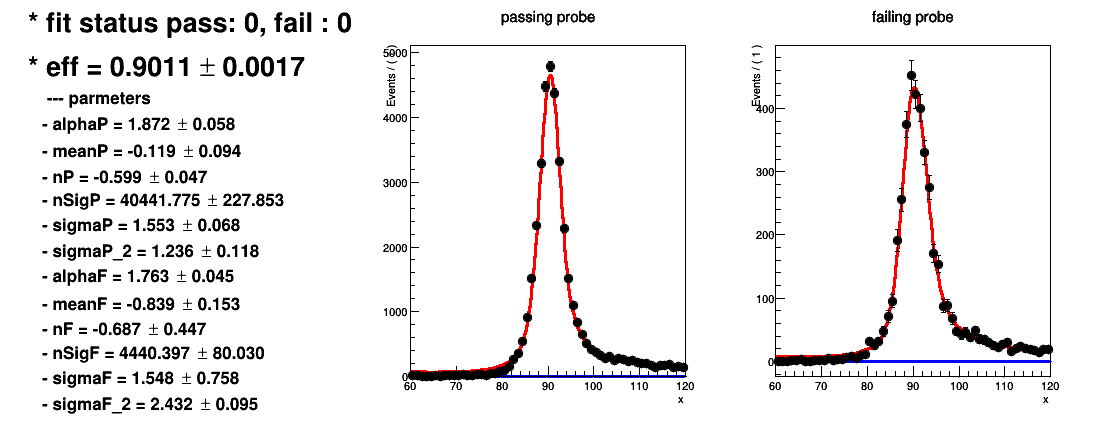 * fit status pass: 0, fail : 0
* eff = 0.9011 ± 0.0017
--- parmeters
- alphaP = 1.872 ± 0.058
- meanP = -0.119 ± 0.094
- nP = -0.599 ± 0.047
- nSigP = 40441.775 ± 227.853
- sigmaP = 1.553 ± 0.068
- sigmaP_2 = 1.236 ± 0.118
- alphaF = 1.763 ± 0.045
- meanF = -0.839 ± 0.153
- nF = -0.687 ± 0.447
- nSigF = 4440.397 ± 80.030
- sigmaF = 1.548 ± 0.758
- sigmaF_2 = 2.432 ± 0.095
passing probe
Events / ( 1 )
5000
4000
3000
2000
1000
0
60 70 80 90 100 110 120
x
failing probe
Events / ( 1 )
400
300
200
100
0
60 70 80 90 100 110 120
x